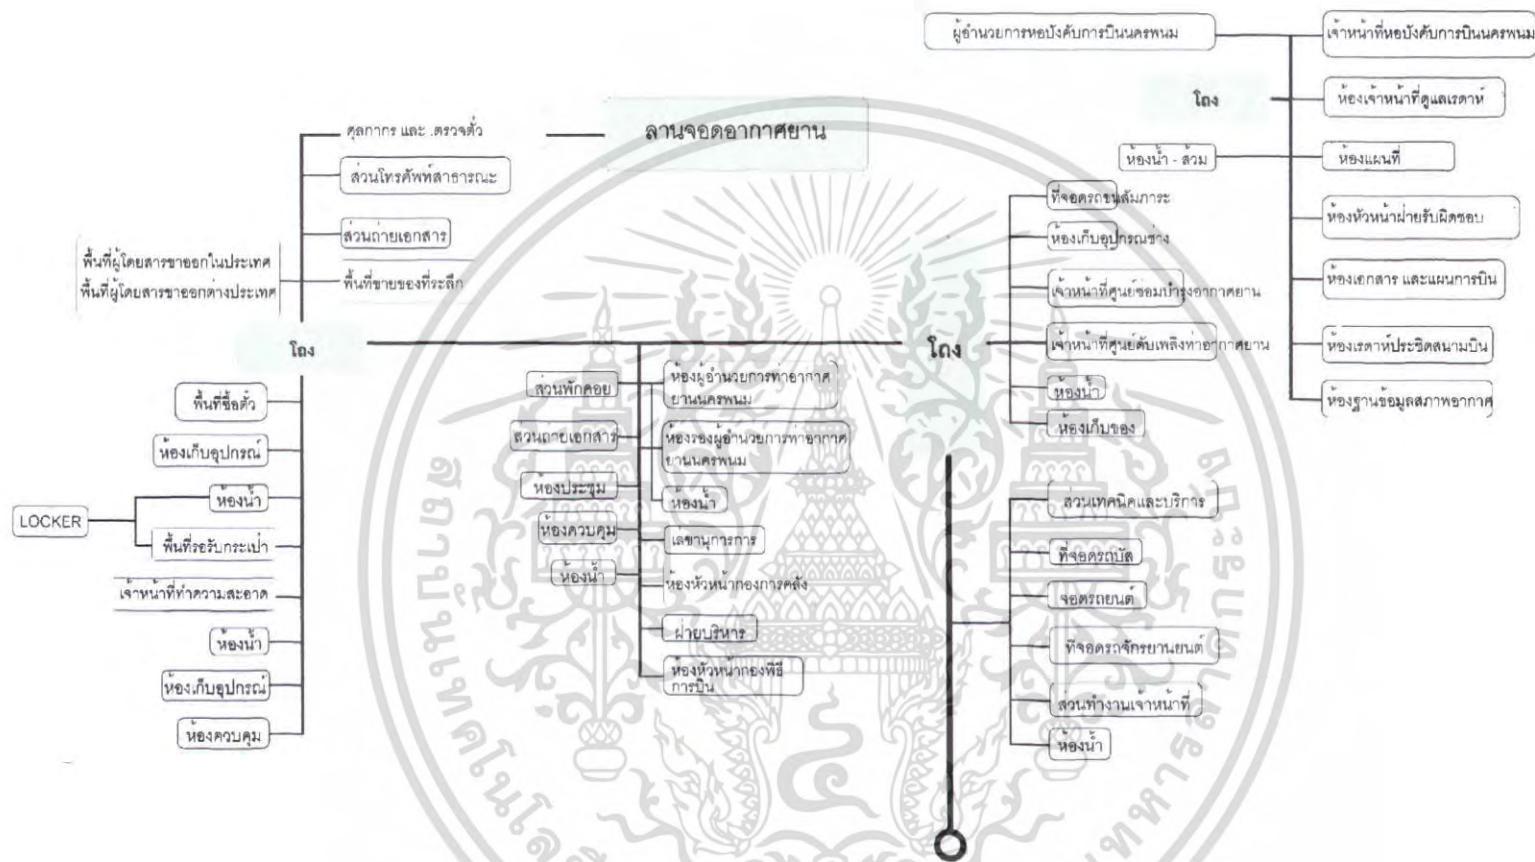 ผู้อำนวยการหอบังคับการบินนครพนม
เจ้าหน้าที่หอบังคับการบินนครพนม
โถง
ห้องเจ้าหน้าที่ดูแลเรดาห์
ห้องน้ำ - ส้วม
ห้องแผนที่
ห้องหัวหน้าฝ่ายรับผิดชอบ
ห้องเอกสาร และแผนการบิน
ห้องเรดาห์ประชิดสนามบิน
ห้องฐานข้อมูลสภาพอากาศ
ศุลกากร และ .ตรวจตั๋ว
ลานจอดอากาศยาน
ส่วนโทรศัพท์สาธารณะ
ส่วนถ่ายเอกสาร
พื้นที่ผู้โดยสารขาออกในประเทศ
พื้นที่ผู้โดยสารขาออกต่างประเทศ
พื้นที่ขายของที่ระลึก
โถง
พื้นที่ซื้อตั๋ว
ห้องเก็บอุปกรณ์
ห้องน้ำ
LOCKER
พื้นที่รอรับกระเป๋า
เจ้าหน้าที่ทำความสะอาด
ห้องน้ำ
ห้องเก็บอุปกรณ์
ห้องควบคุม
ส่วนพักคอย
ห้องผู้อำนวยการท่าอากาศ
ยานนครพนม
ส่วนถ่ายเอกสาร
ห้องรองผู้อำนวยการท่าอากาศ
ยานนครพนม
ห้องประชุม
ห้องน้ำ
ห้องควบคุม
เลขานุการการ
ห้องน้ำ
ห้องหัวหน้ากองการคลัง
ฝ่ายบริหาร
ห้องหัวหน้ากองพิธี
การบิน
โถง
ที่จอดรถขนสัมภาระ
ห้องเก็บอุปกรณ์ช่าง
เจ้าหน้าที่ศูนย์ซ่อมบำรุงอากาศยาน
เจ้าหน้าที่ศูนย์ดับเพลิงท่าอากาศยาน
ห้องน้ำ
ห้องเก็บของ
ส่วนเทคนิคและบริการ
ที่จอดรถบัส
จอดรถยนต์
ที่จอดรถจักรยานยนต์
ส่วนทำงานเจ้าหน้าที่
ห้องน้ำ